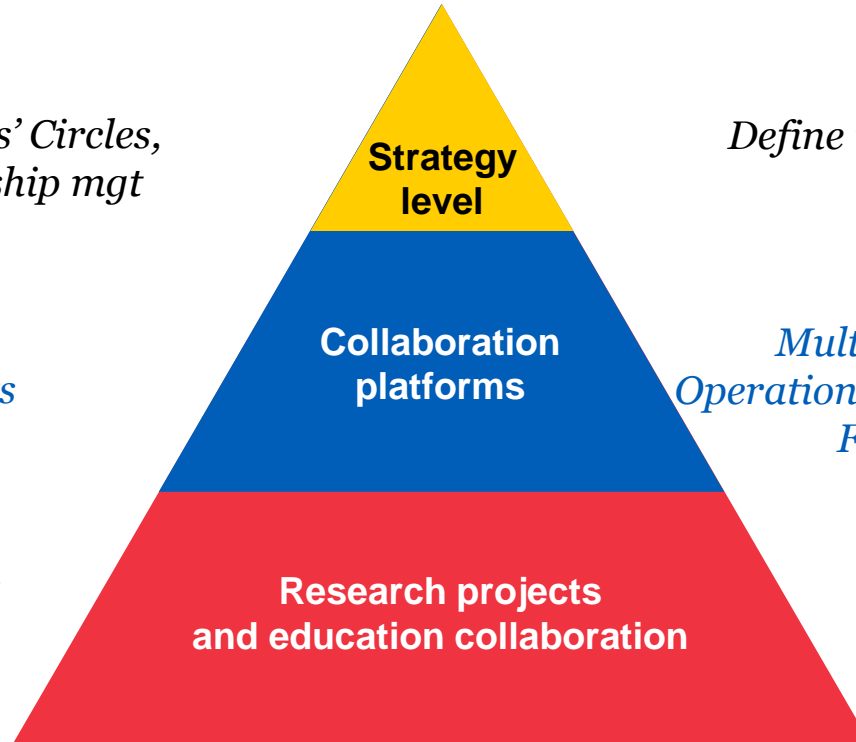 s’ Circles,
ship mgt
Strategy
level
Define
Collaboration
platforms
s
Mult
Operation
F
Research projects
and education collaboration